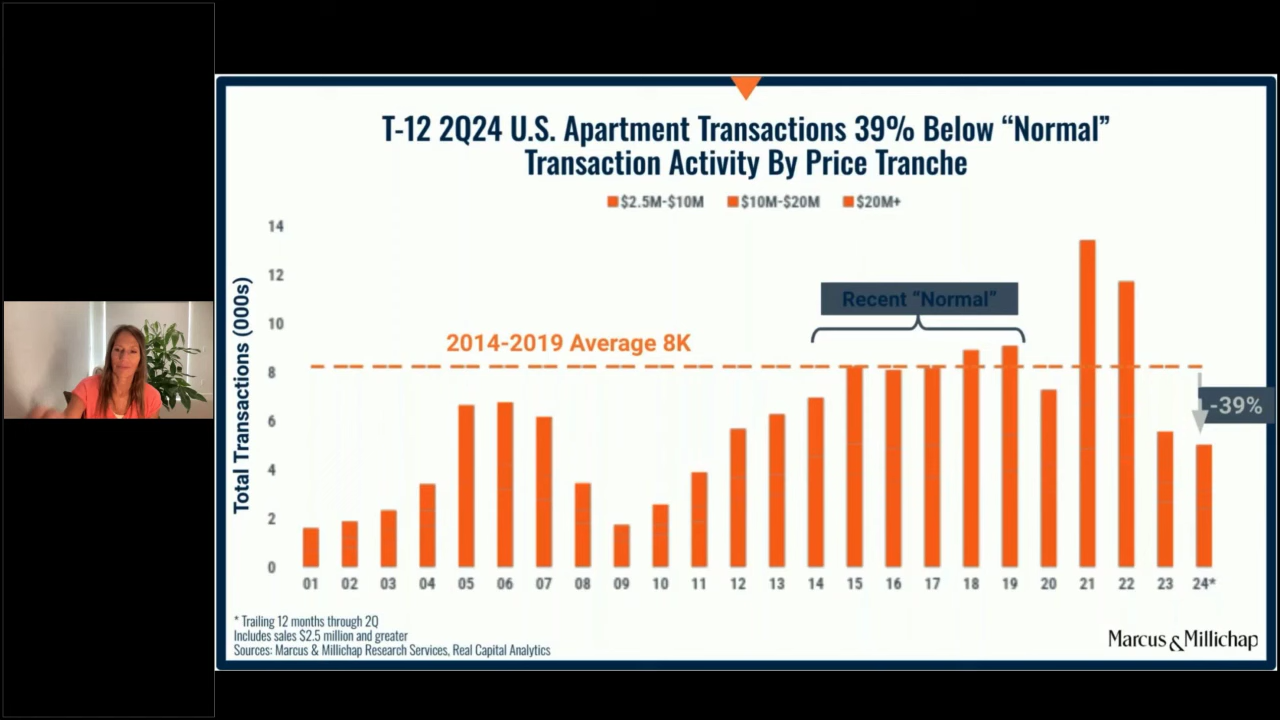 T-12 2Q24 U.S. Apartment Transactions 39% Below “Normal”
Transaction Activity By Price Tranche
$2.5M-$10M $10M-$20M $20M+
Total Transactions (000s)
14
12
10
8
6
4
2
0
Recent “Normal”
2014-2019 Average 8K
-39%
01 02 03 04 05 06 07 08 09 10 11 12 13 14 15 16 17 18 19 20 21 22 23 24*
* Trailing 12 months through 2Q
Includes sales $2.5 million and greater
Sources: Marcus & Millichap Research Services, Real Capital Analytics
Marcus & Millichap